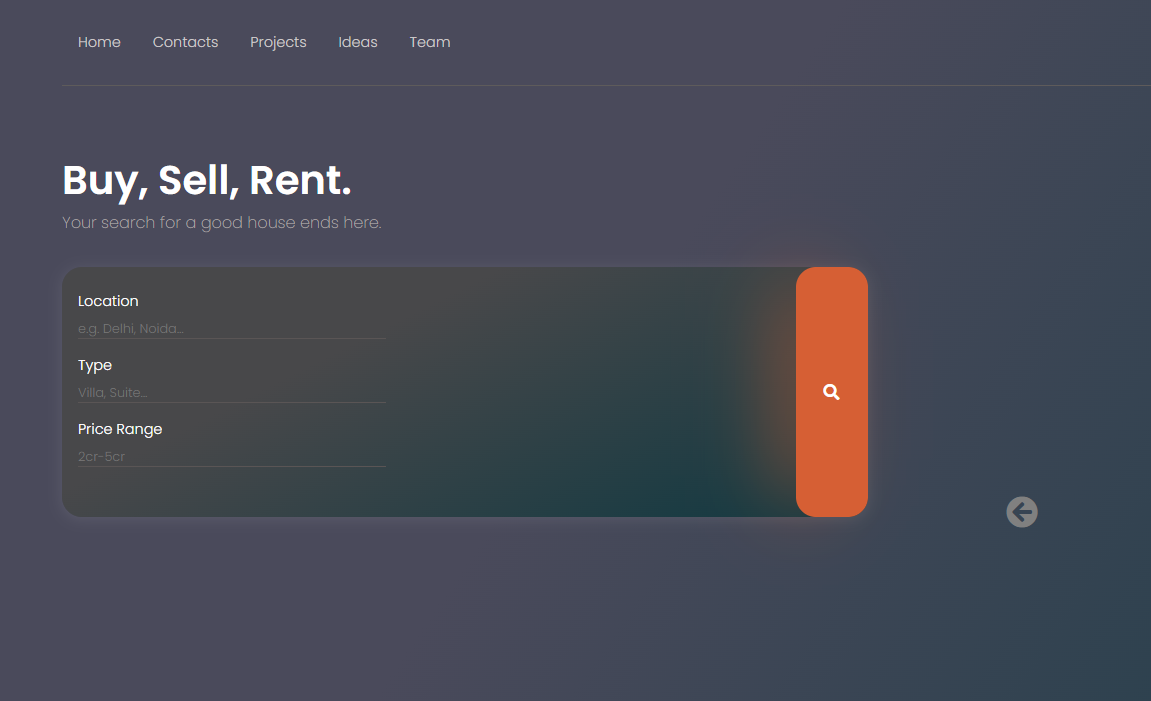 Home Contacts Projects Ideas Team
Buy, Sell, Rent.
Your search for a good house ends here.
Location
e.g. Delhi, Noida...
Type
Villa, Suite...
Price Range
2cr-5cr